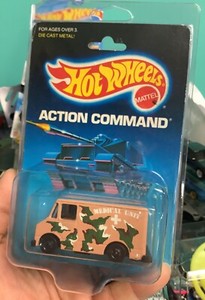 FOR AGES OVER 3
DIE CAST METAL!
Hot Wheels
MATTEL
ACTION COMMAND
MEDICAL UNIT